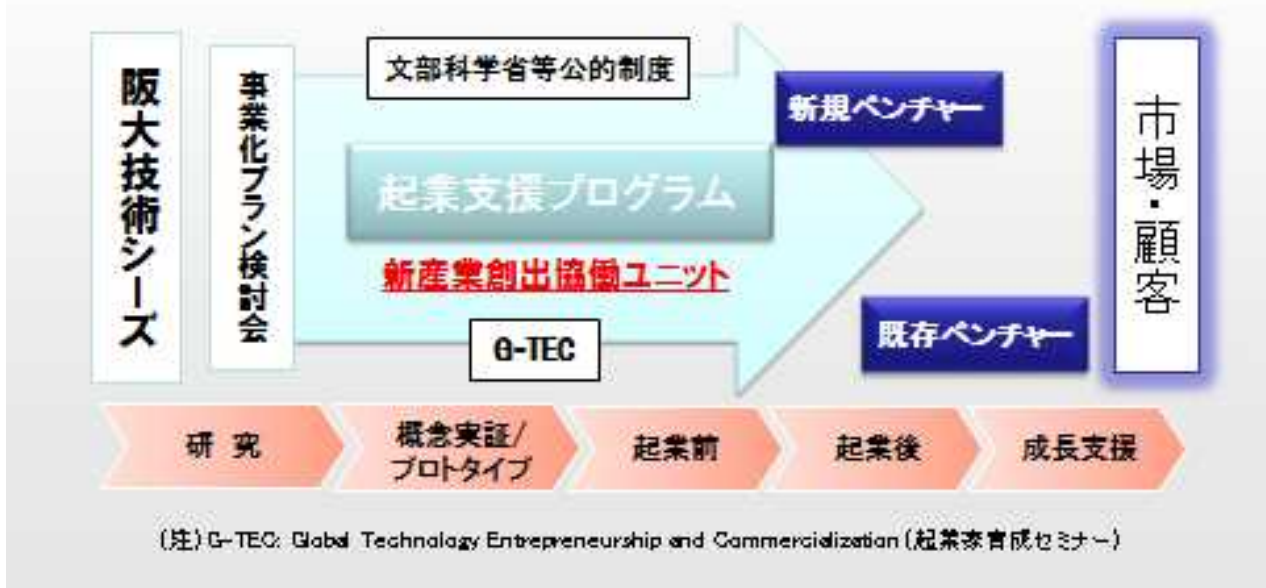 阪大技術シーズ
事業化プラン検討会
文部科学省等公的制度
起業支援プログラム
新産業創出協働ユニット
G-TEC
新規ベンチャー
既存ベンチャー
市場・顧客
研 究
概念実証/
プロトタイプ
起業前
起業後
成長支援
(注)G-TEC: Global Technology Entrepreneurship and Commercialization(起業家育成セミナー)